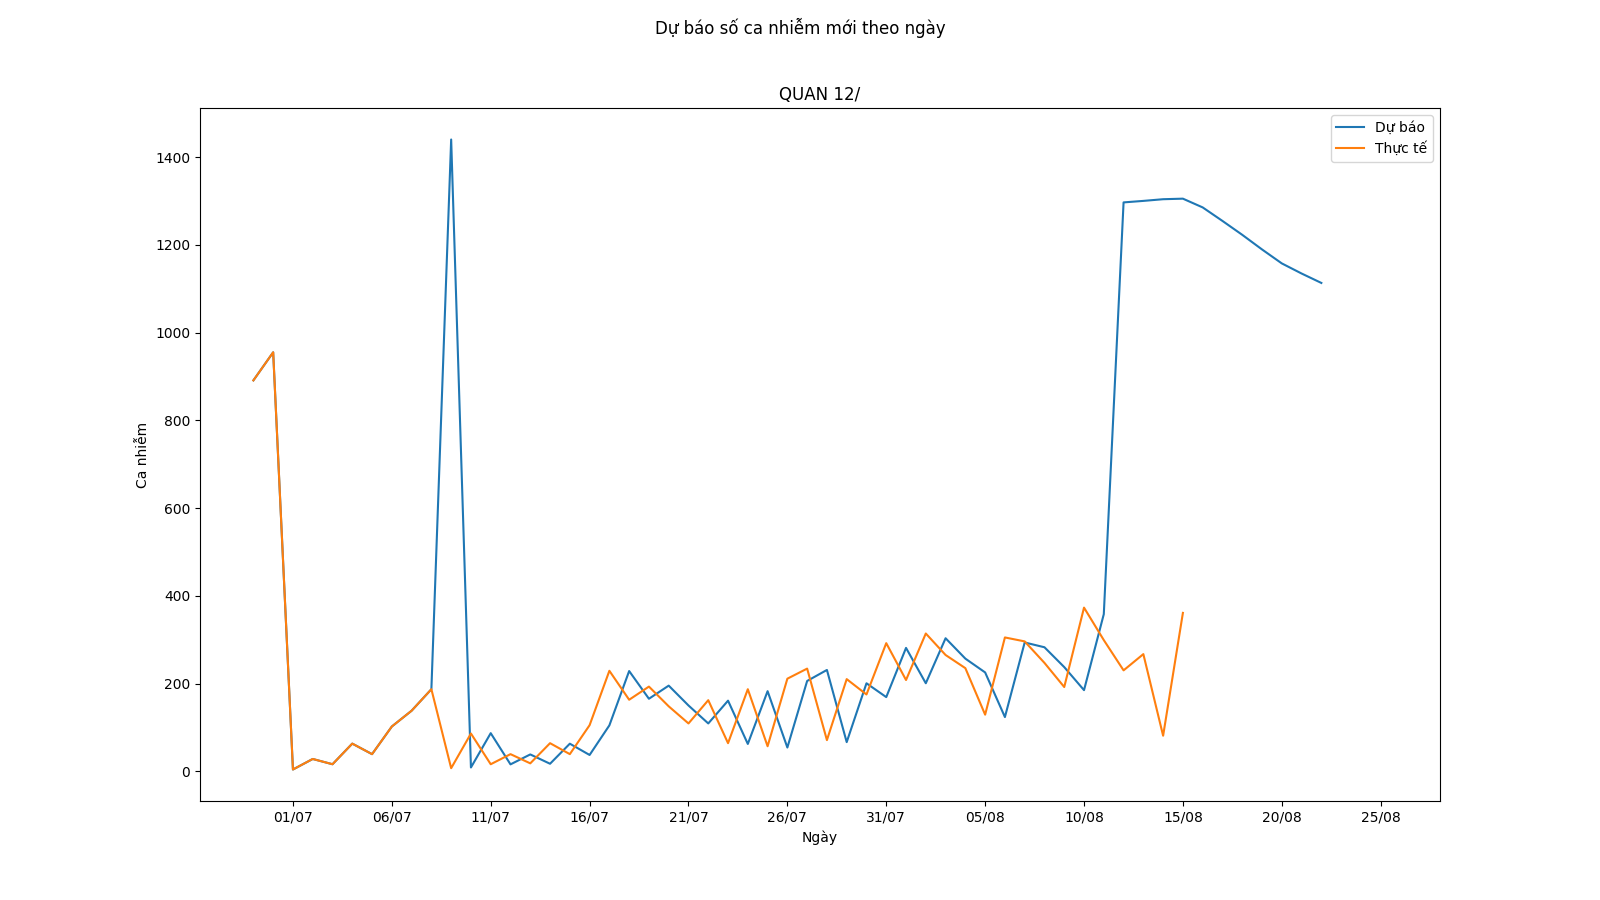 Dự báo số ca nhiễm mới theo ngày
QUAN 12/
Dự báo
Thực tế
1400
1200
1000
800
600
400
200
0
Ca nhiễm
01/07 06/07 11/07 16/07 21/07 26/07 31/07 05/08 10/08 15/08 20/08 25/08
Ngày